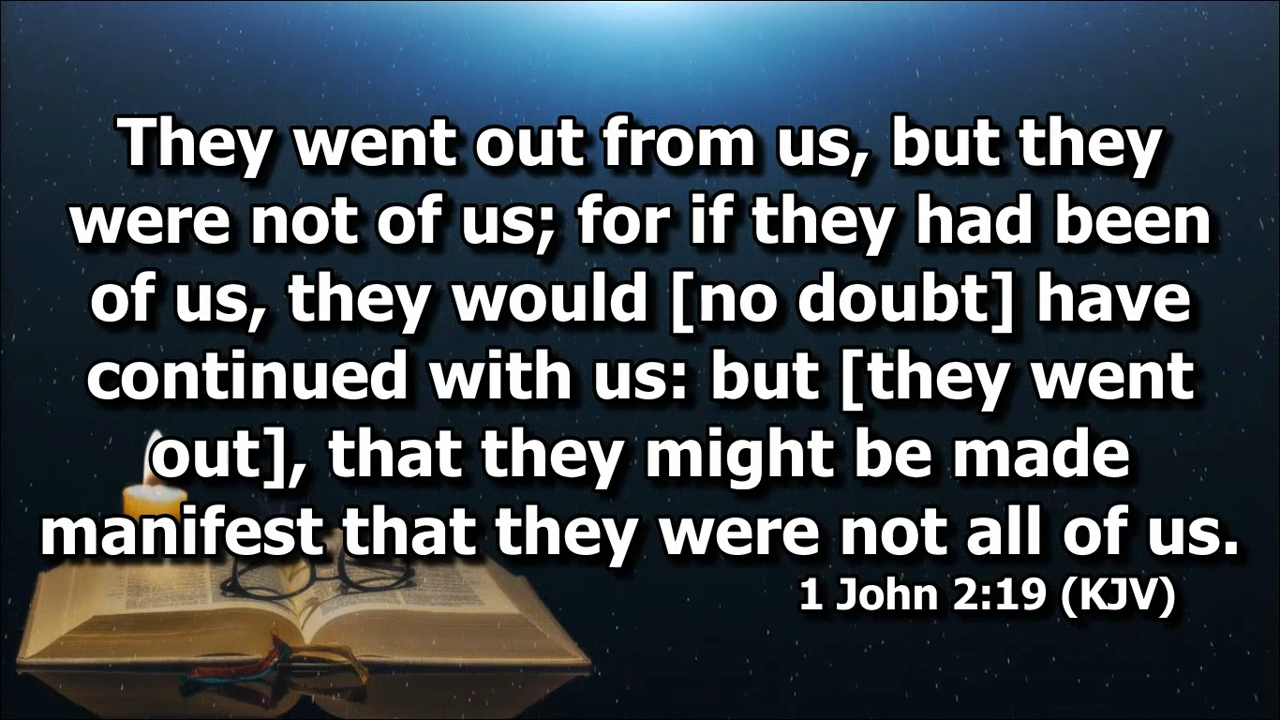 They went out from us, but they
were not of us; for if they had been
of us, they would [no doubt] have
continued with us: but [they went
out], that they might be made
manifest that they were not all of us.
1 John 2:19 (KJV)